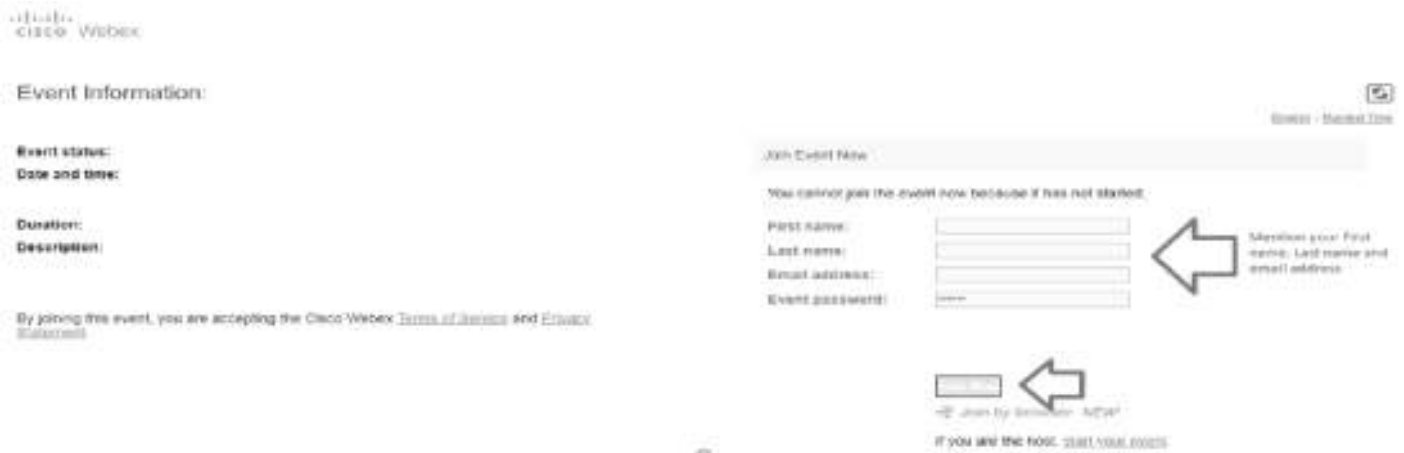 cisco Webex
Event Information:
English :
Event status:
Date and time:
Duration:
Description:
By joining this event, you are accepting the Cisco Webex Terms of Service and Privacy
Statement
Join Event Now
You cannot join the event now because it has not started.
First name:
Last name:
Email address:
Event password:
Mention your First
name, Last name and
email address
Join by browser NEW!
If you are the host, start your event